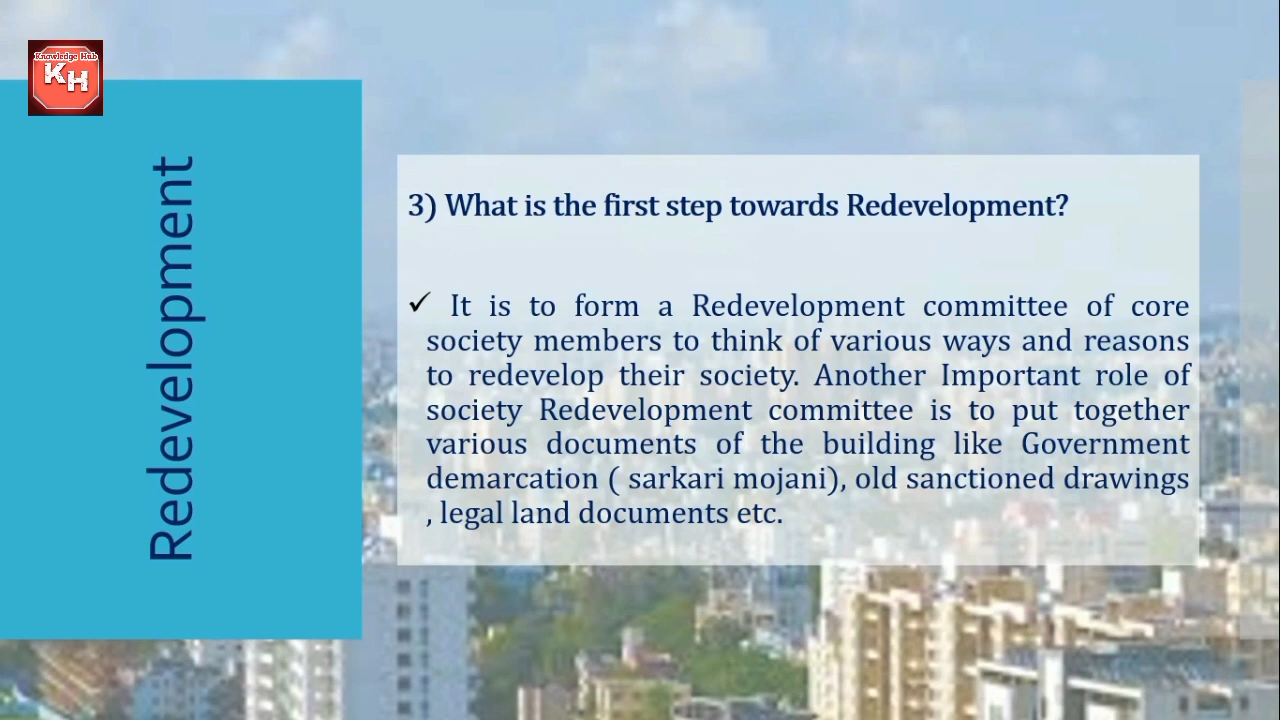 Knowledge Hub
KH
Redevelopment
3) What is the first step towards Redevelopment?
✓ It is to form a Redevelopment committee of core
society members to think of various ways and reasons
to redevelop their society. Another Important role of
society Redevelopment committee is to put together
various documents of the building like Government
demarcation ( sarkari mojani), old sanctioned drawings
, legal land documents etc.